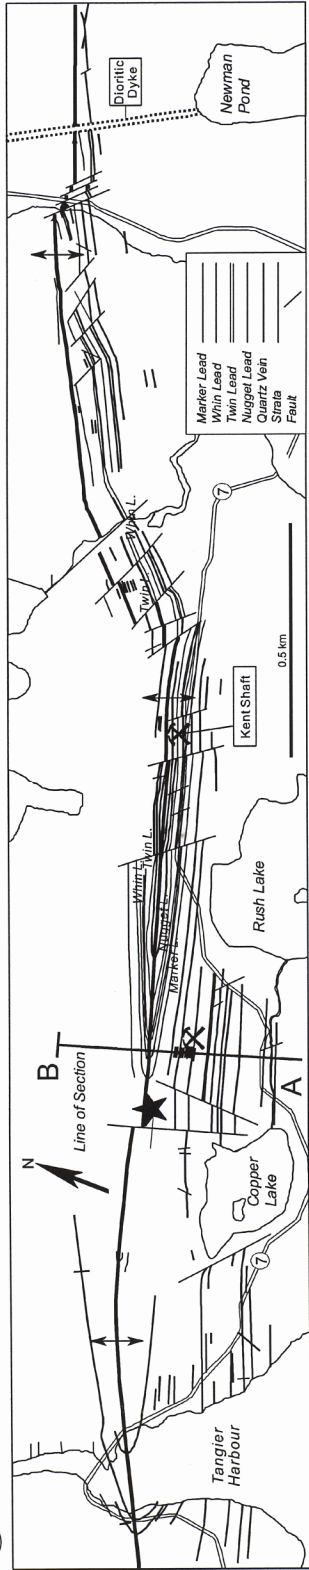 Tangier
Harbour
7
Copper
Lake
N
Line of Section
B
A
Rush Lake
Whin L.
Twin L.
Nugget L.
Marker L.
Kent Shaft
0.5 km
Twin L.
Whin L.
7
Marker Lead
Whin Lead
Twin Lead
Nugget Lead
Quartz Vein
Strata
Fault
Dioritic
Dyke
Newman
Pond